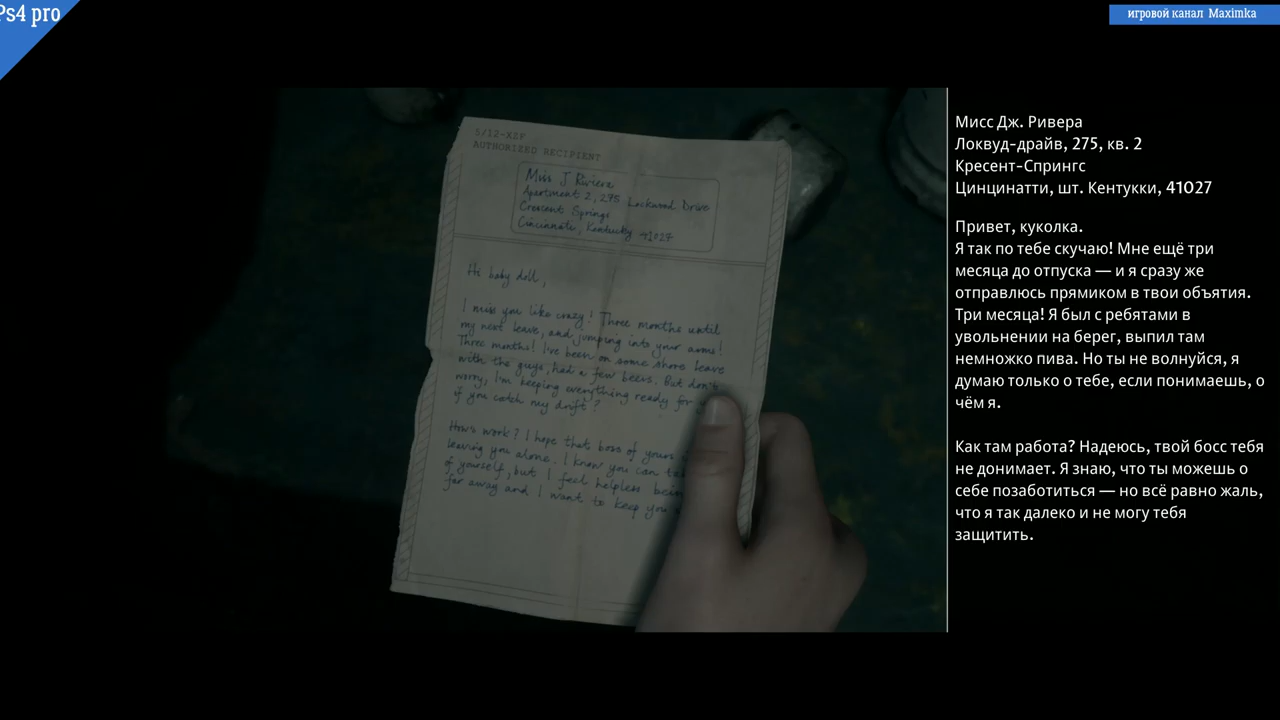 Ps4 pro
игровой канал Maximka
5/12-KSF
AUTHORIZED RECIPIENT
Miss J Riviera
Apartment 2, 275 Lockwood Drive
Crescent Springs
Cincinnati, Kentucky 41027
Hi baby doll,
I miss you like crazy! Three months until
my next leave, and jumping into your arms!
Three months! I've been on some shore leave
with the guys, had a few beers. But don't
worry, I'm keeping everything ready for
if you catch my drift?
How's work? I hope that boss of yours
leaving you alone. I know you can
of yourself, but I feel helpless
far away and I want to keep you
Мисс Дж. Ривера
Локвуд-драйв, 275, кв. 2
Кресент-Спрингс
Цинцинатти, шт. Кентукки, 41027
Привет, куколка.
Я так по тебе скучаю! Мне ещё три
месяца до отпуска — и я сразу же
отправлюсь прямиком в твои объятия.
Три месяца! Я был с ребятами в
увольнении на берег, выпил там
немножко пива. Но ты не волнуйся, я
думаю только о тебе, если понимаешь, о
чём я.
Как там работа? Надеюсь, твой босс тебя
не донимает. Я знаю, что ты можешь о
себе позаботиться — но всё равно жаль,
что я так далеко и не могу тебя
защитить.